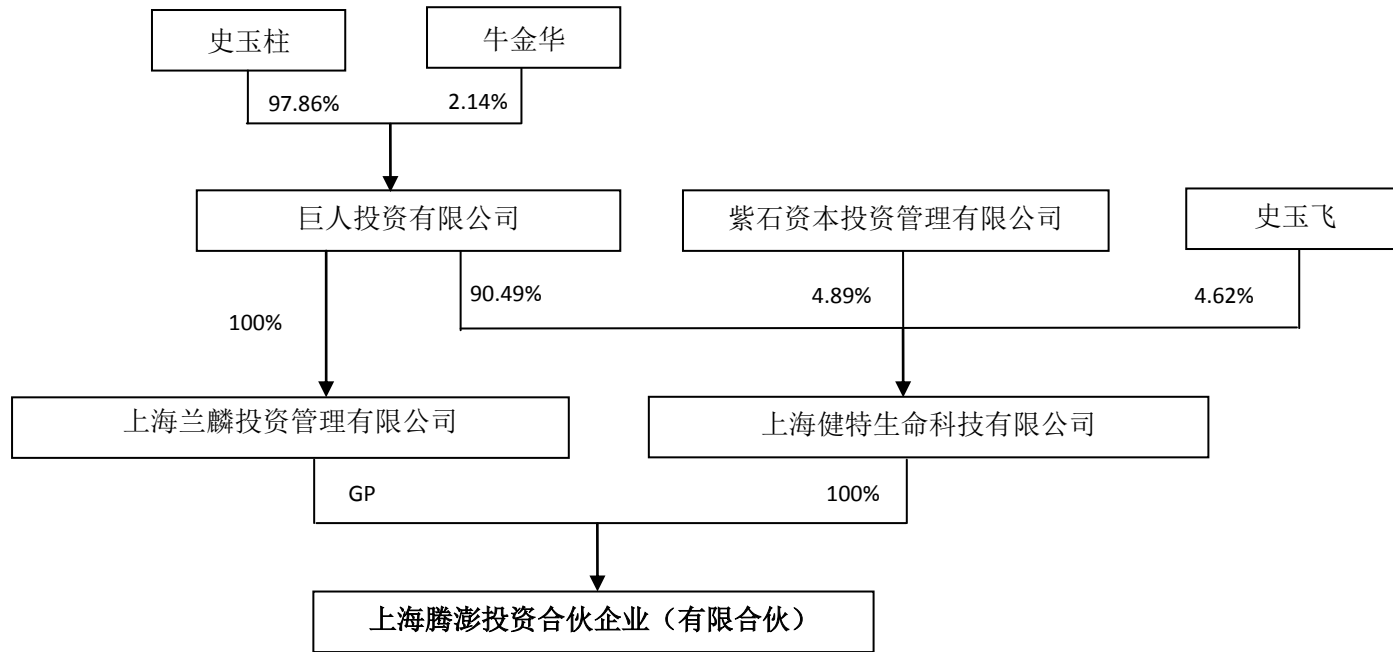 史玉柱
牛金华
97.86%
2.14%
巨人投资有限公司
紫石资本投资管理有限公司
史玉飞
90.49%
4.89%
4.62%
100%
上海兰麟投资管理有限公司
上海健特生命科技有限公司
GP
100%
上海腾澎投资合伙企业（有限合伙）